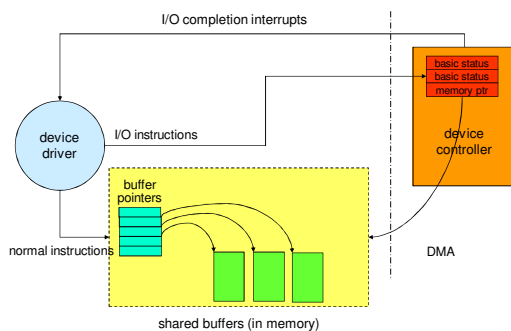 I/O completion interrupts
basic status
basic status
memory ptr
device
driver
I/O instructions
device
controller
buffer
pointers
normal instructions
DMA
shared buffers (in memory)